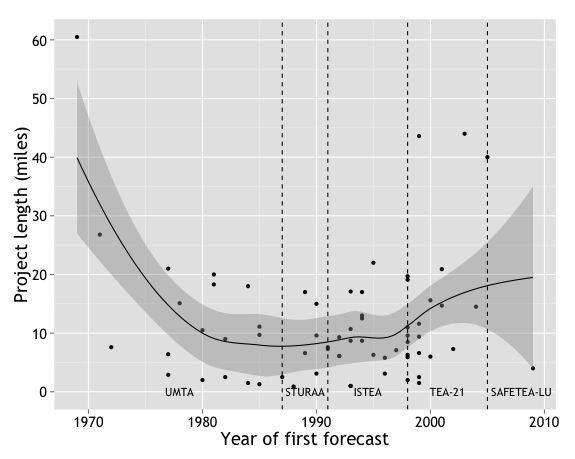 Project length (miles)
60
50
40
30
20
10
0
UMTA STURAA ISTEA TEA-21 SAFETEA-LU
1970 1980 1990 2000 2010
Year of first forecast